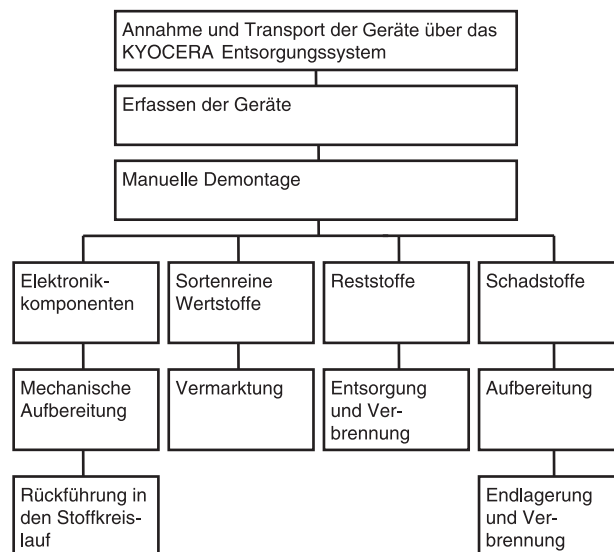 Annahme und Transport der Geräte über das
KYOCERA Entsorgungssystem
Erfassen der Geräte
Manuelle Demontage
Elektronik-
komponenten
Sortenreine
Wertstoffe
Reststoffe
Schadstoffe
Mechanische
Aufbereitung
Vermarktung
Entsorgung
und Ver-
brennung
Aufbereitung
Rückführung in
den Stoffkreis-
lauf
Endlagerung
und Ver-
brennung